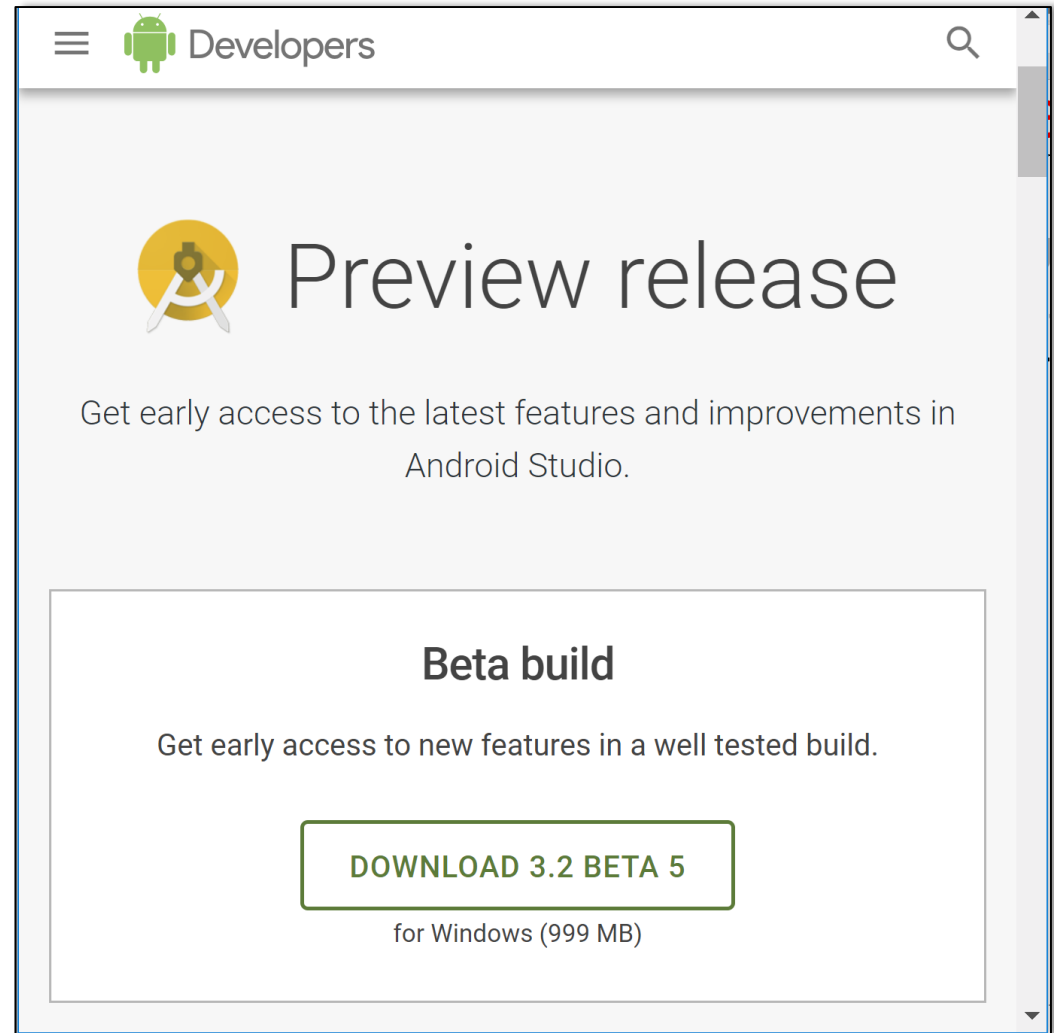 Developers
Preview release
Get early access to the latest features and improvements in
Android Studio.
Beta build
Get early access to new features in a well tested build.
DOWNLOAD 3.2 BETA 5
for Windows (999 MB)